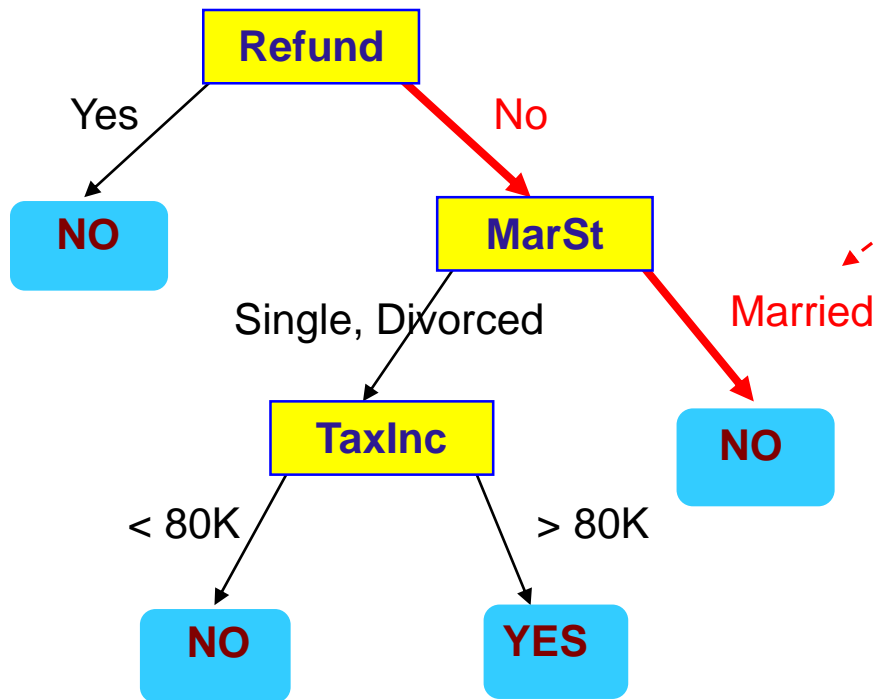 Refund
Yes
No
NO
MarSt
Single, Divorced
Married
TaxInc
NO
< 80K
> 80K
NO
YES